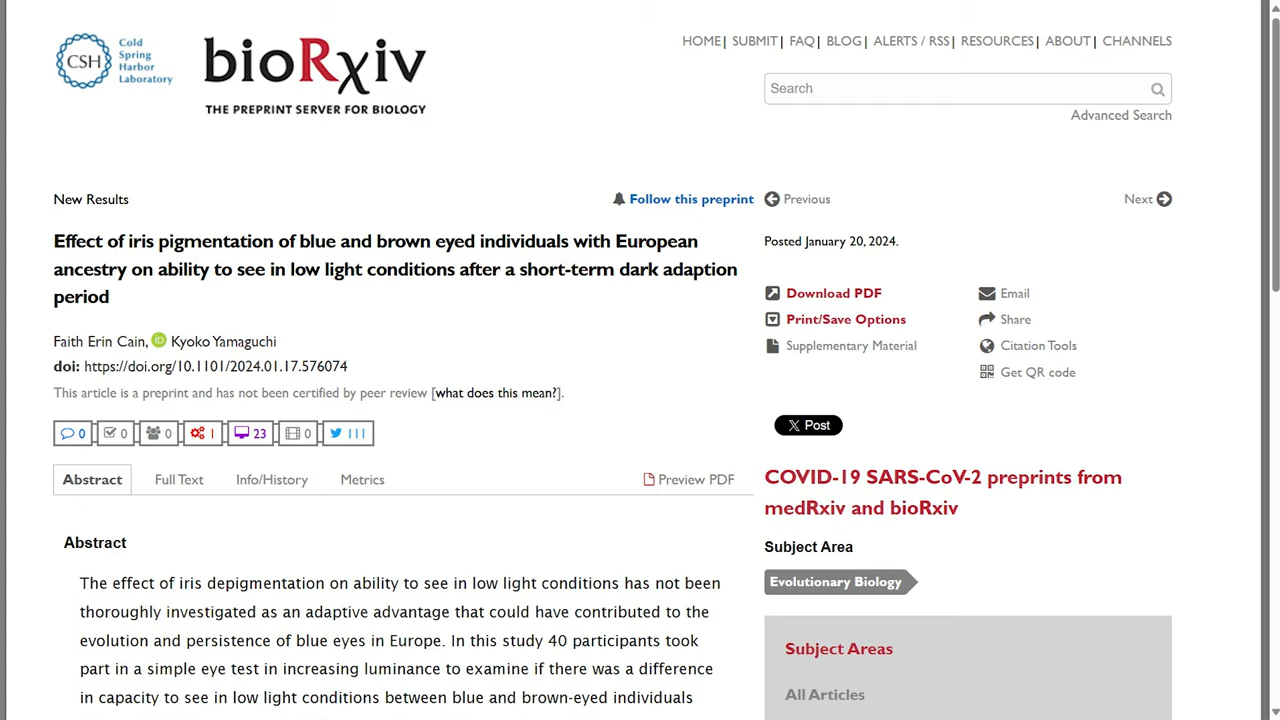 CSH
Cold
Spring
Harbor
Laboratory
bioRxiv
THE PREPRINT SERVER FOR BIOLOGY
HOME| SUBMIT| FAQ| BLOG| ALERTS / RSS| RESOURCES| ABOUT| CHANNELS
Search
Advanced Search
New Results
Follow this preprint
Previous
Next
Effect of iris pigmentation of blue and brown eyed individuals with European
ancestry on ability to see in low light conditions after a short-term dark adaption
period
Faith Erin Cain, iD Kyoko Yamaguchi
doi: https://doi.org/10.1101/2024.01.17.576074
This article is a preprint and has not been certified by peer review [what does this mean?].
0 0 0 1 23 0 111
Abstract Full Text Info/History Metrics Preview PDF
Abstract
The effect of iris depigmentation on ability to see in low light conditions has not been
thoroughly investigated as an adaptive advantage that could have contributed to the
evolution and persistence of blue eyes in Europe. In this study 40 participants took
part in a simple eye test in increasing luminance to examine if there was a difference
in capacity to see in low light conditions between blue and brown-eyed individuals
Posted January 20, 2024.
Download PDF
Print/Save Options
Supplementary Material
Email
Share
Citation Tools
Get QR code
X Post
COVID-19 SARS-CoV-2 preprints from
medRxiv and bioRxiv
Subject Area
Evolutionary Biology
Subject Areas
All Articles